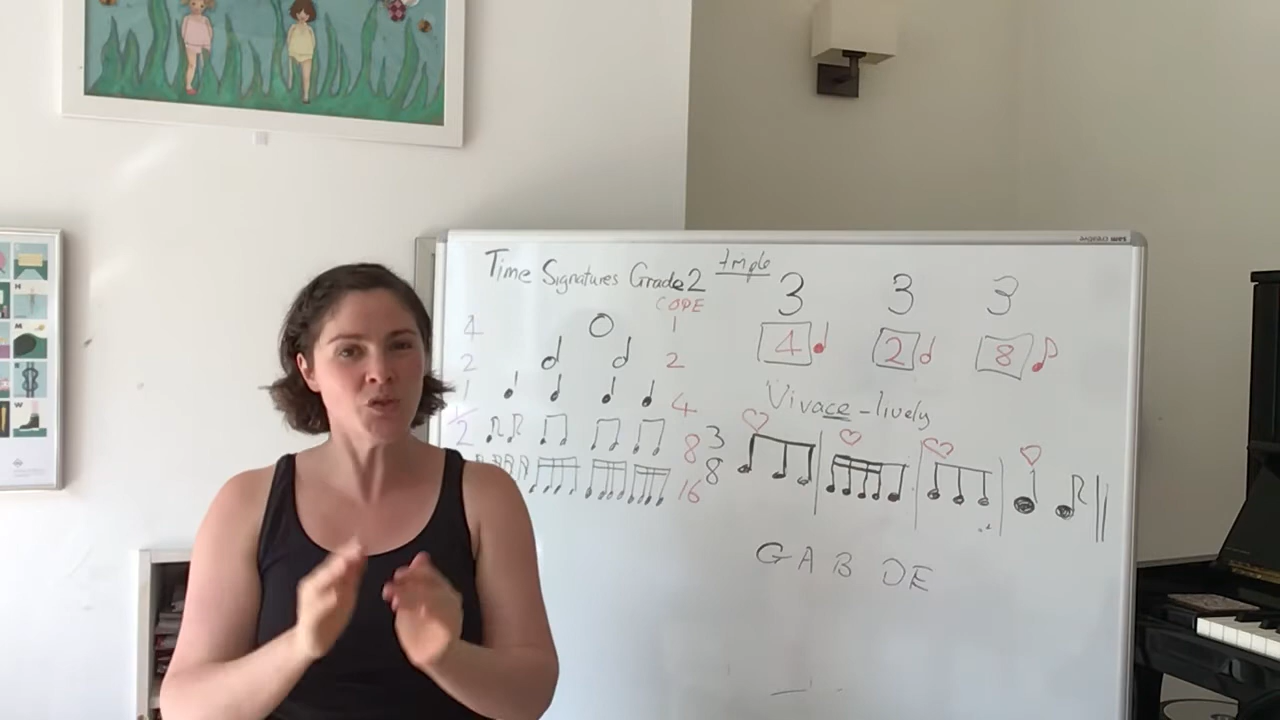 Time Signatures Grade 2
triple
CODE
3 3 3
4 2 8
4 1
2 2
1 4
1/2 8
16
Vivace - lively
3
8
G A B DE